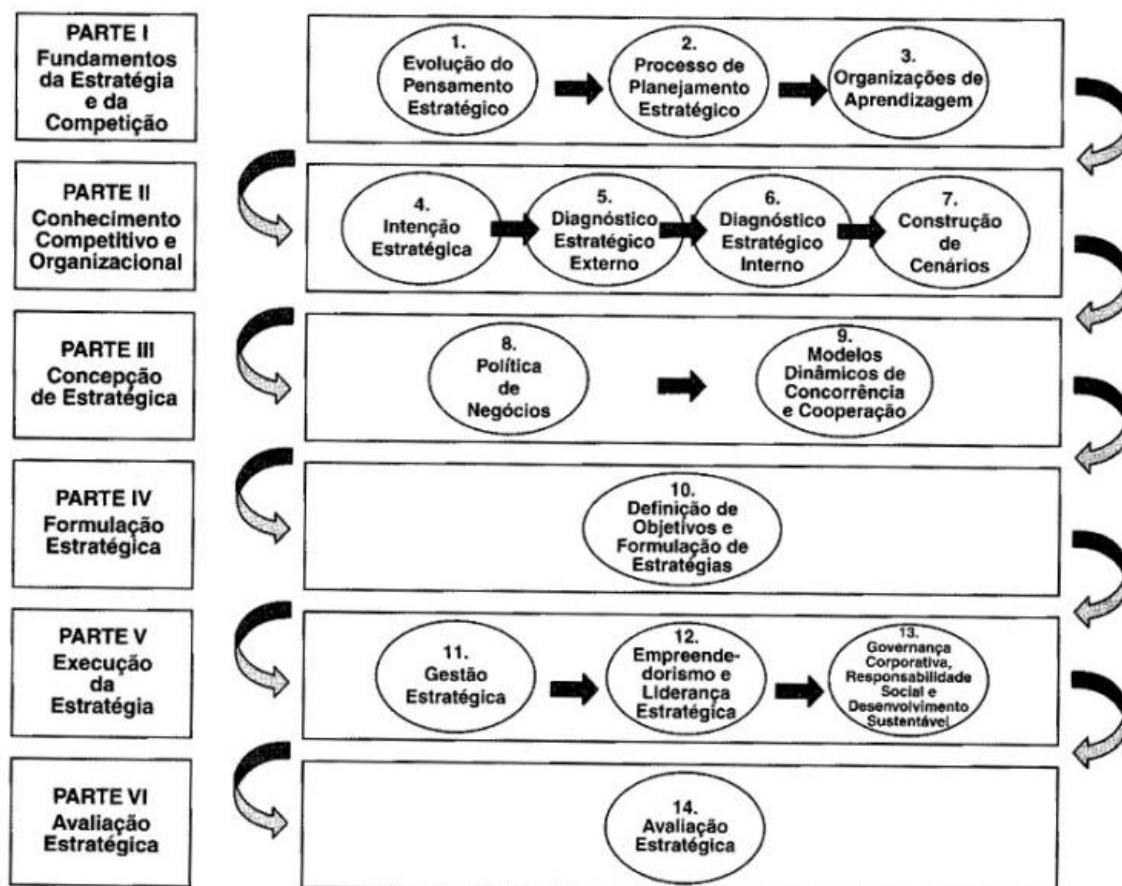 PARTE I
Fundamentos
da Estratégia
e da
Competição
1.
Evolução do
Pensamento
Estratégico
2.
Processo de
Planejamento
Estratégico
3.
Organizações de
Aprendizagem
PARTE II
Conhecimento
Competitivo e
Organizacional
4.
Intenção
Estratégica
5.
Diagnóstico
Estratégico
Externo
6.
Diagnóstico
Estratégico
Interno
7.
Construção
de
Cenários
PARTE III
Concepção
de Estratégica
8.
Política
de
Negócios
9.
Modelos
Dinâmicos de
Concorrência
e Cooperação
PARTE IV
Formulação
Estratégica
10.
Definição de
Objetivos e
Formulação de
Estratégias
PARTE V
Execução
da
Estratégia
11.
Gestão
Estratégica
12.
Empreende-
dorismo e
Liderança
Estratégica
13.
Governança
Corporativa,
Responsabilidade
Social e
Desenvolvimento
Sustentável
PARTE VI
Avaliação
Estratégica
14.
Avaliação
Estratégica